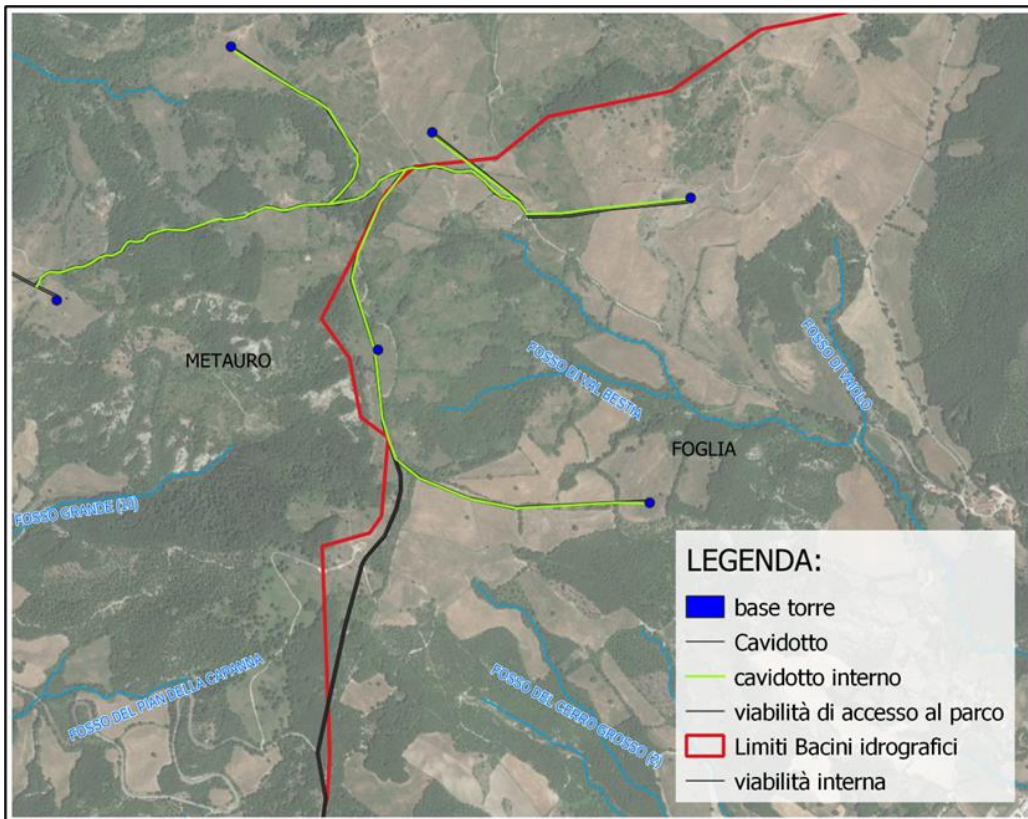 METAURO
FOSSO DI VAIOLO
FOSSO DI VAL BESTIA
FOGLIA
FOSSO GRANDE (10)
FOSSO DEL PIAN DELLA CAPANNA
FOSSO DEL CERRO GROSSO (2)
LEGENDA:
base torre
Cavidotto
cavidotto interno
viabilità di accesso al parco
Limiti Bacini idrografici
viabilità interna